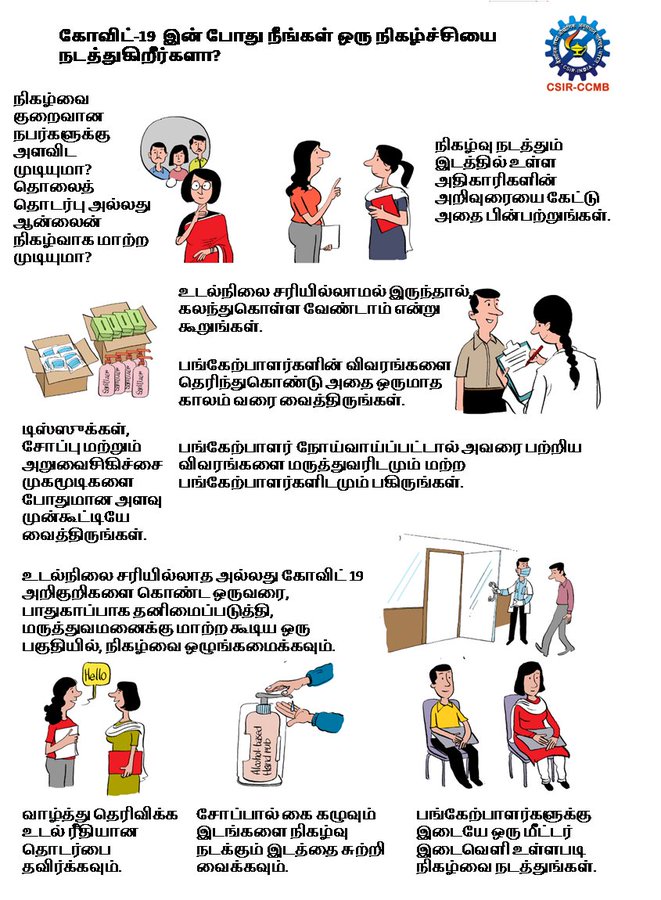 கோவிட்-19 இன் போது நீங்கள் ஒரு நிகழ்ச்சியை
நடத்துகிறீர்களா?
CSIR-INDIA
CSIR-CCMB
நிகழ்வை
குறைவான
நபர்களுக்கு
அளவிட
முடியுமா?
தொலைத்
தொடர்பு அல்லது
ஆன்லைன்
நிகழ்வாக மாற்ற
முடியுமா?
நிகழ்வு நடத்தும்
இடத்தில் உள்ள
அதிகாரிகளின்
அறிவுரையை கேட்டு
அதை பின்பற்றுங்கள்.
உடல்நிலை சரியில்லாமல் இருந்தால்
கலந்துகொள்ள வேண்டாம் என்று
கூறுங்கள்.
பங்கேற்பாளர்களின் விவரங்களை
தெரிந்துகொண்டு அதை ஒருமாத
காலம் வரை வைத்திருங்கள்.
Sanitizer
Sanitizer
Sanitizer
டிஸ்ஸுக்கள்,
சோப்பு மற்றும்
அறுவைசிகிச்சை
முகமூடிகளை
போதுமான அளவு
முன்கூட்டியே
வைத்திருங்கள்.
பங்கேற்பாளர் நோய்வாய்ப்பட்டால் அவரை பற்றிய
விவரங்களை மருத்துவரிடமும் மற்ற
பங்கேற்பாளர்களிடமும் பகிருங்கள்.
உடல்நிலை சரியில்லாத அல்லது கோவிட் 19
அறிகுறிகளை கொண்ட ஒருவரை,
பாதுகாப்பாக தனிமைப்படுத்தி,
மருத்துவமனைக்கு மாற்ற கூடிய ஒரு
பகுதியில், நிகழ்வை ஒழுங்கமைக்கவும்.
Hello
Alcohol based
Hand rub
வாழ்த்து தெரிவிக்க
உடல் ரீதியான
தொடர்பை
தவிர்க்கவும்.
சோப்பால் கை கழுவும்
இடங்களை நிகழ்வு
நடக்கும் இடத்தை சுற்றி
வைக்கவும்.
பங்கேற்பாளர்களுக்கு
இடையே ஒரு மீட்டர்
இடைவெளி உள்ளபடி
நிகழ்வை நடத்துங்கள்.